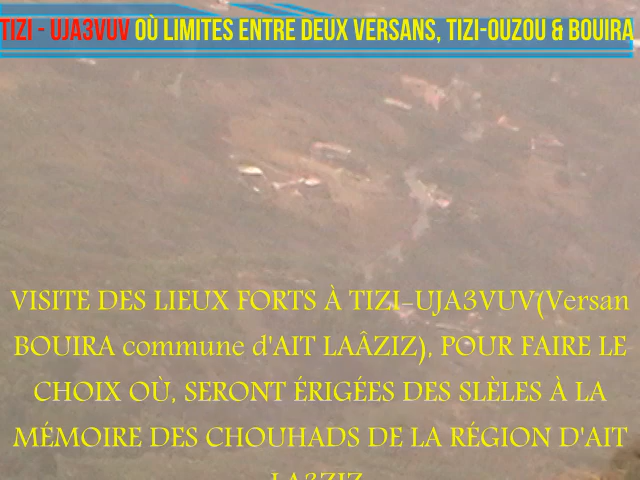 TIZI - UJA3VUV OÙ LIMITES ENTRE DEUX VERSANS, TIZI-OUZOU & BOUIRA
VISITE DES LIEUX FORTS À TIZI-UJA3VUV(Versan
BOUIRA commune d'AIT LAÂZIZ), POUR FAIRE LE
CHOIX OÙ, SERONT ÉRIGÉES DES SLÈLES À LA
MÉMOIRE DES CHOUHADS DE LA RÉGION D'AIT
LA3ZIZ